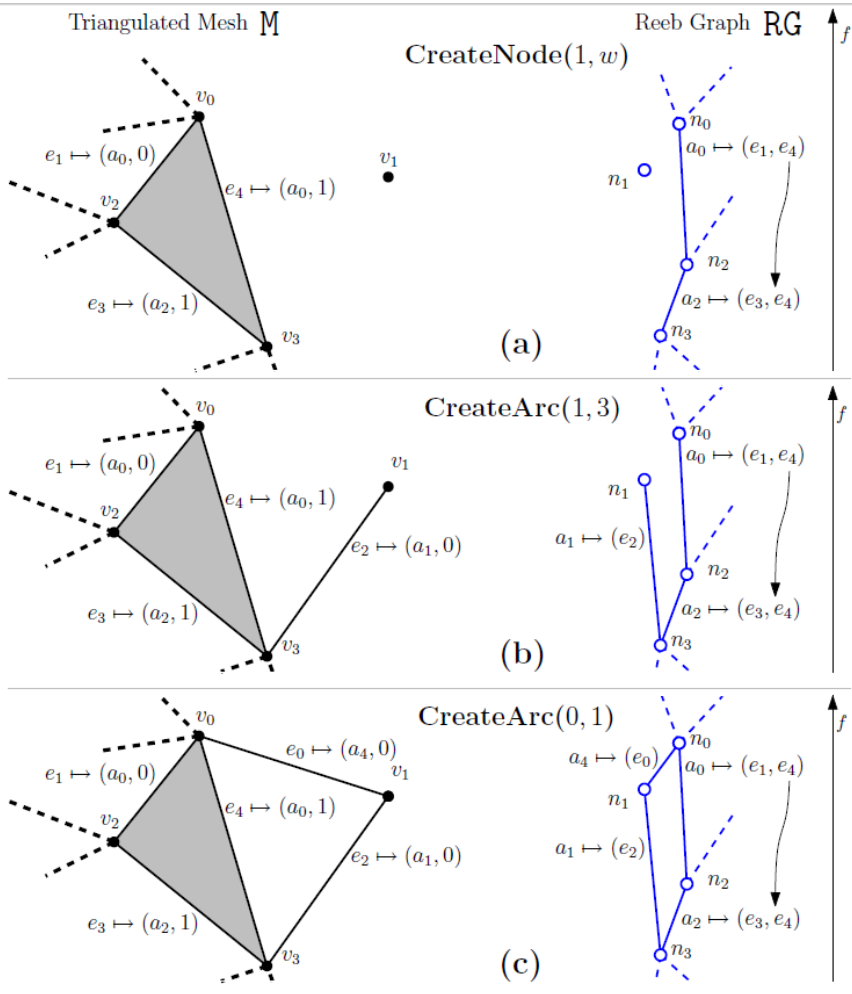 Triangulated Mesh M
Reeb Graph RG
f
CreateNode(1, w)
v₀
n₀
e₁ ↦ (a₀, 0)
a₀ ↦ (e₁, e₄)
v₁
n₁
e₄ ↦ (a₀, 1)
v₂
n₂
e₃ ↦ (a₂, 1)
a₂ ↦ (e₃, e₄)
v₃
n₃
(a)
CreateArc(1, 3)
f
v₀
n₀
e₁ ↦ (a₀, 0)
a₀ ↦ (e₁, e₄)
v₁
n₁
e₄ ↦ (a₀, 1)
v₂
e₂ ↦ (a₁, 0)
a₁ ↦ (e₂)
n₂
e₃ ↦ (a₂, 1)
a₂ ↦ (e₃, e₄)
v₃
n₃
(b)
CreateArc(0, 1)
f
v₀
n₀
e₀ ↦ (a₄, 0)
a₄ ↦ (e₀)
e₁ ↦ (a₀, 0)
a₀ ↦ (e₁, e₄)
v₁
n₁
e₄ ↦ (a₀, 1)
v₂
e₂ ↦ (a₁, 0)
a₁ ↦ (e₂)
n₂
e₃ ↦ (a₂, 1)
a₂ ↦ (e₃, e₄)
v₃
n₃
(c)